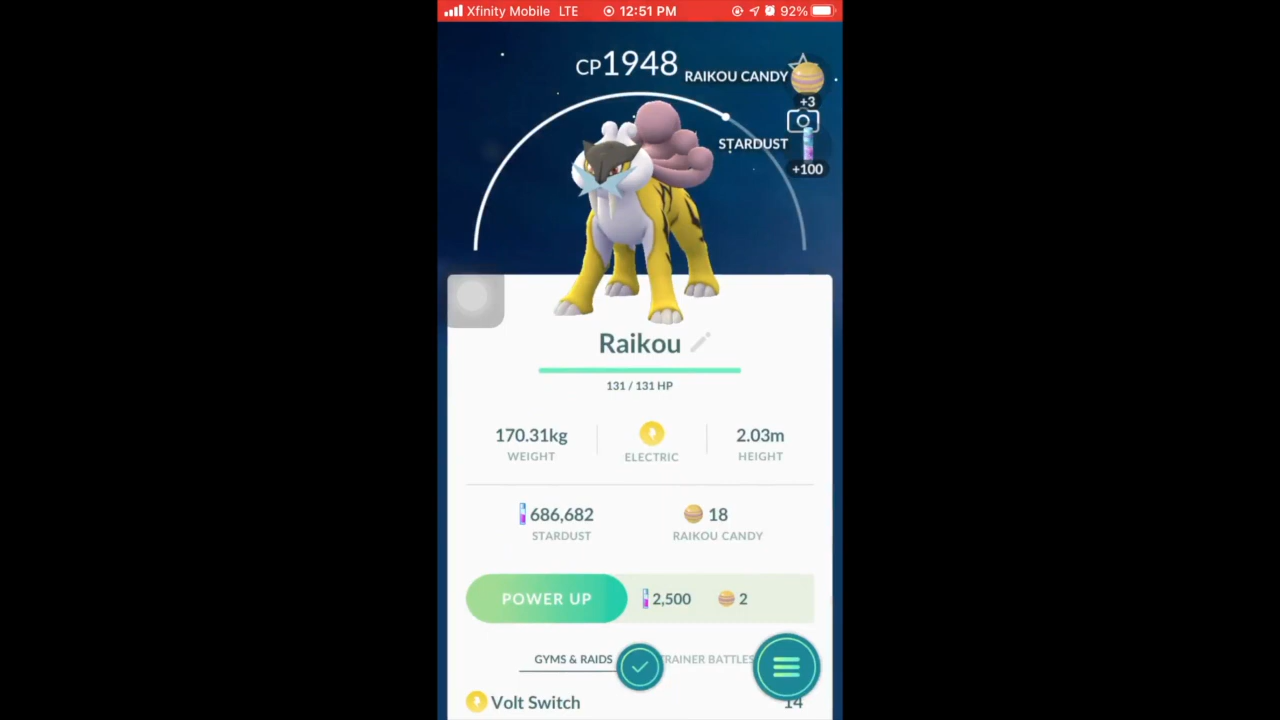 Xfinity Mobile LTE 12:51 PM 92%
CP1948
RAIKOU CANDY
+3
STARDUST
+100
Raikou
131 / 131 HP
170.31kg 2.03m
WEIGHT ELECTRIC HEIGHT
686,682 18
STARDUST RAIKOU CANDY
POWER UP 2,500 2
GYMS & RAIDS TRAINER BATTLES
Volt Switch 14